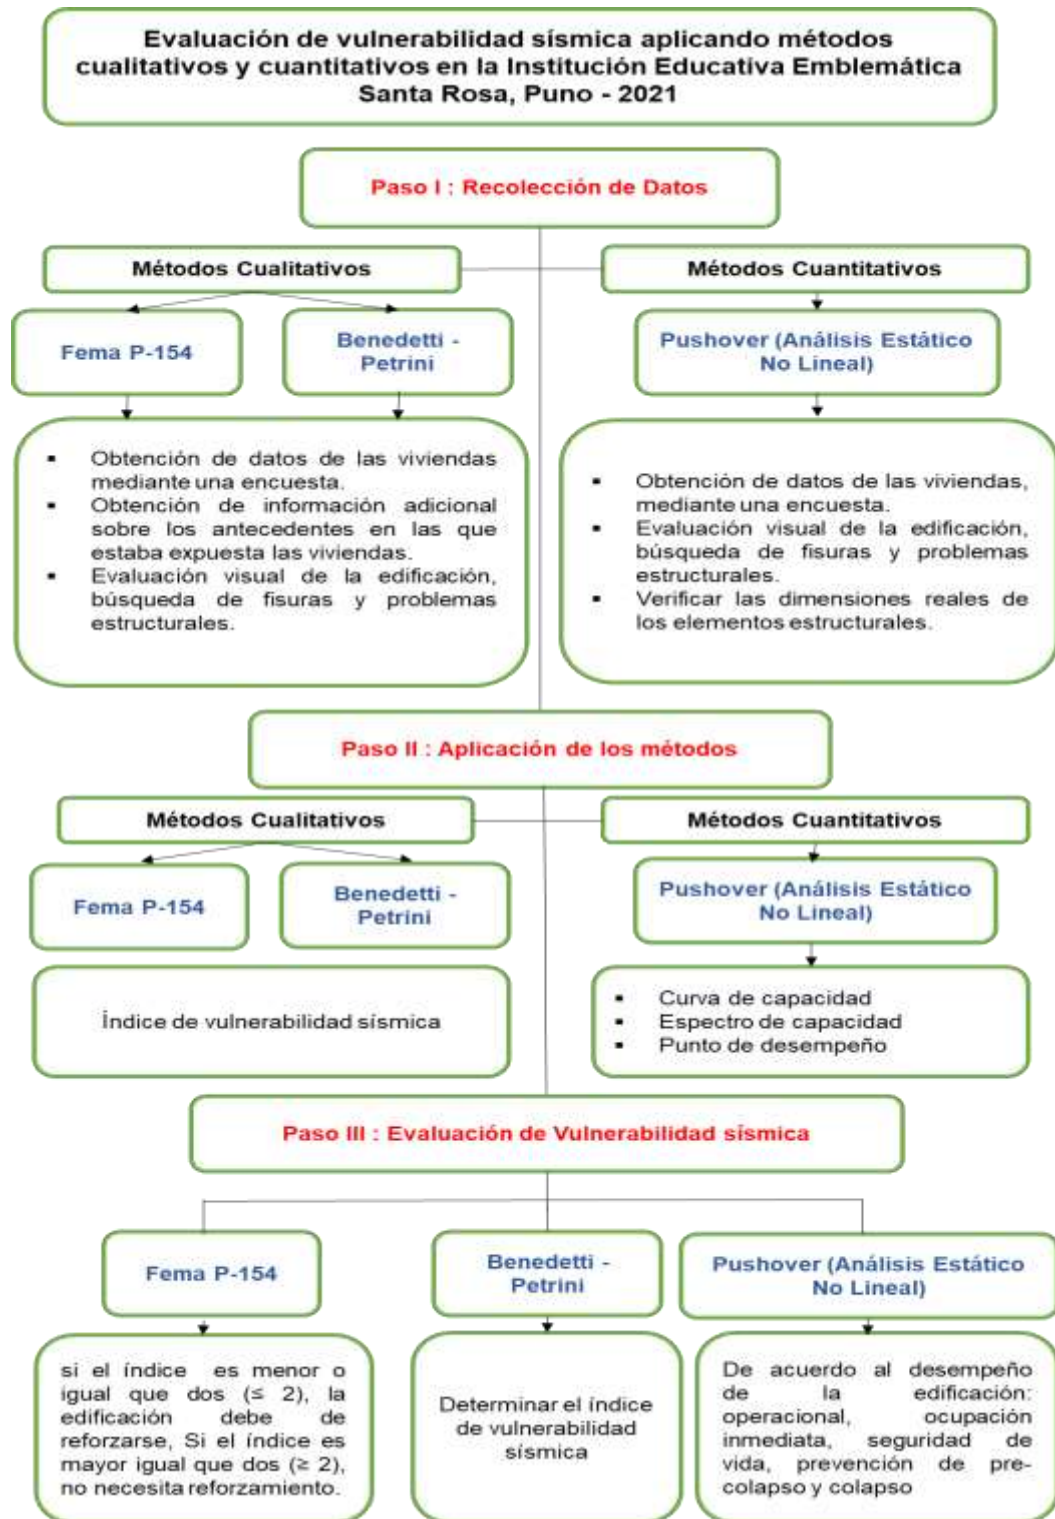 Evaluación de vulnerabilidad sísmica aplicando métodos
cualitativos y cuantitativos en la Institución Educativa Emblemática
Santa Rosa, Puno - 2021
Paso I : Recolección de Datos
Métodos Cualitativos
Métodos Cuantitativos
Fema P-154
Benedetti -
Petrini
Pushover (Análisis Estático
No Lineal)
▪ Obtención de datos de las viviendas
mediante una encuesta.
▪ Obtención de información adicional
sobre los antecedentes en las que
estaba expuesta las viviendas.
▪ Evaluación visual de la edificación,
búsqueda de fisuras y problemas
estructurales.
▪ Obtención de datos de las viviendas,
mediante una encuesta.
▪ Evaluación visual de la edificación,
búsqueda de fisuras y problemas
estructurales.
▪ Verificar las dimensiones reales de
los elementos estructurales.
Paso II : Aplicación de los métodos
Métodos Cualitativos
Métodos Cuantitativos
Fema P-154
Benedetti -
Petrini
Pushover (Análisis Estático
No Lineal)
Índice de vulnerabilidad sísmica
▪ Curva de capacidad
▪ Espectro de capacidad
▪ Punto de desempeño
Paso III : Evaluación de Vulnerabilidad sísmica
Fema P-154
Benedetti -
Petrini
Pushover (Análisis Estático
No Lineal)
si el índice es menor o
igual que dos (≤ 2), la
edificación debe de
reforzarse, Si el índice es
mayor igual que dos (≥ 2),
no necesita reforzamiento.
Determinar el índice
de vulnerabilidad
sísmica
De acuerdo al desempeño
de la edificación:
operacional, ocupación
inmediata, seguridad de
vida, prevención de pre-
colapso y colapso